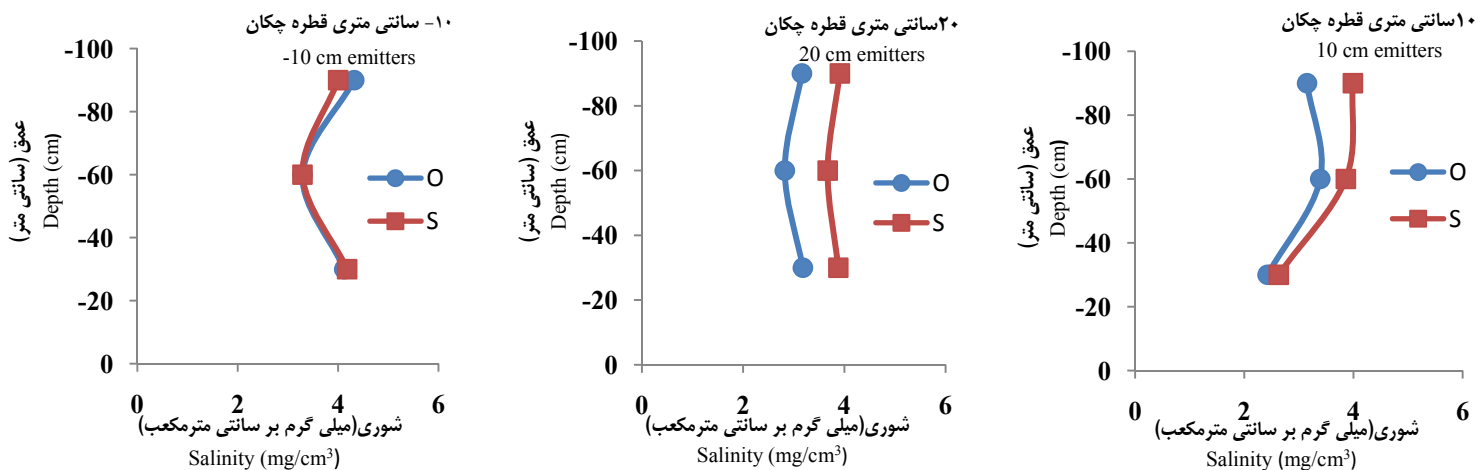 ۱۰- سانتی متری قطره چکان
-10 cm emitters
-100
-80
-60
-40
-20
0
عمق (سانتی متر)
Depth (cm)
O
S
0 2 4 6
شوری(میلی گرم بر سانتی مترمکعب)
Salinity (mg/cm³)
۲۰سانتی متری قطره چکان
20 cm emitters
-100
-80
-60
-40
-20
0
عمق (سانتی متر)
Depth (cm)
O
S
0 2 4 6
شوری(میلی گرم بر سانتی مترمکعب)
Salinity (mg/cm³)
۱۰سانتی متری قطره چکان
10 cm emitters
-100
-80
-60
-40
-20
0
عمق (سانتی متر)
Depth (cm)
O
S
0 2 4 6
شوری(میلی گرم بر سانتی مترمکعب)
Salinity (mg/cm³)